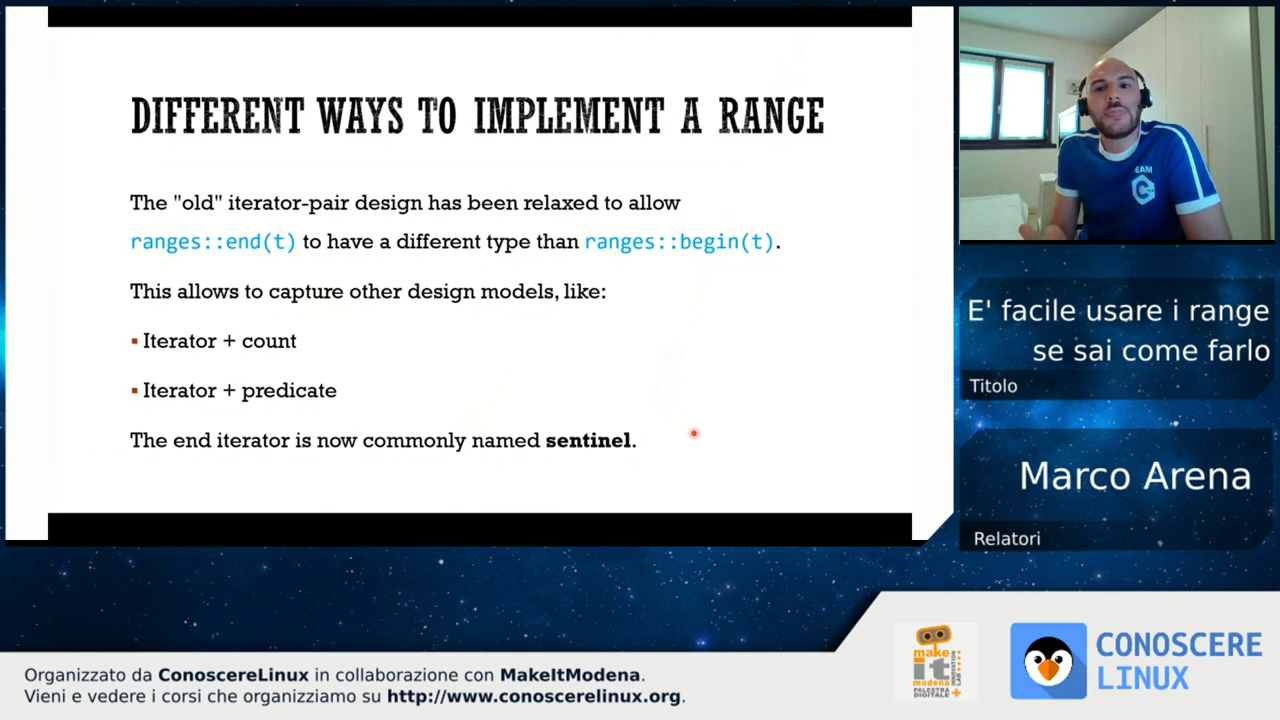 DIFFERENT WAYS TO IMPLEMENT A RANGE
The "old" iterator-pair design has been relaxed to allow
ranges::end(t) to have a different type than ranges::begin(t).
This allows to capture other design models, like:
▪ Iterator + count
▪ Iterator + predicate
The end iterator is now commonly named sentinel.
EAM
E' facile usare i range
se sai come farlo
Titolo
Marco Arena
Relatori
make
it
modena
PALESTRA
DIGITALE
CONOSCERE
LINUX
Organizzato da ConoscereLinux in collaborazione con MakeItModena.
Vieni e vedere i corsi che organizziamo su http://www.conoscerelinux.org.